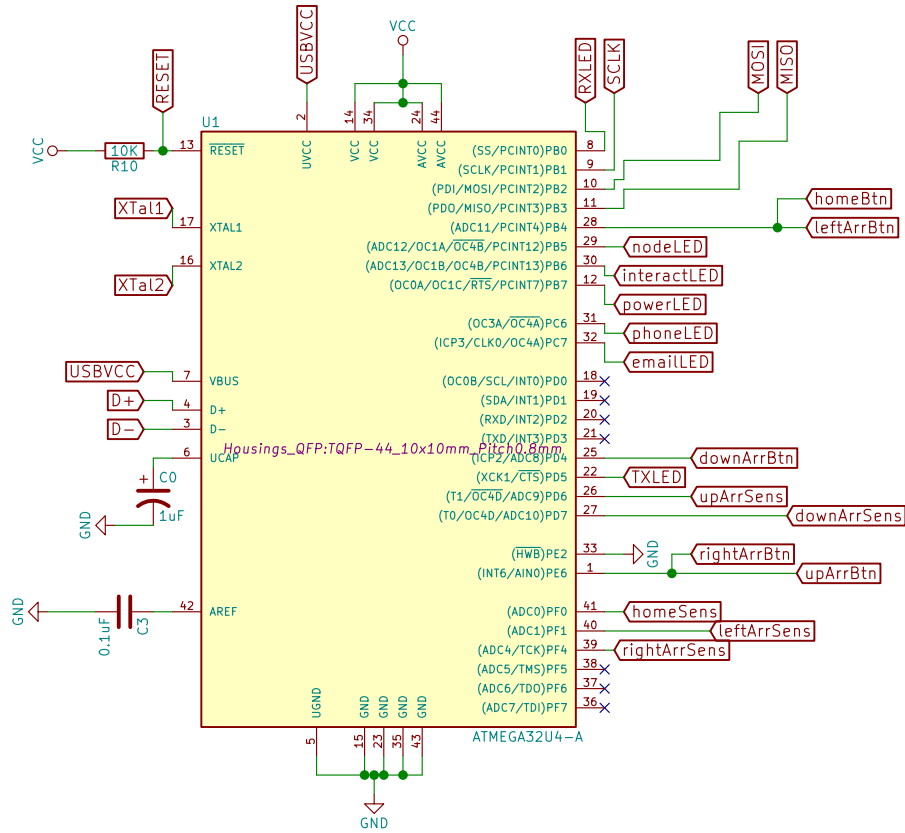 USBVCC
VCC
RESET
RXLED
SCLK
MOSI
MISO
U1
2
14
34
24
44
UVCC
VCC
VCC
AVCC
AVCC
VCC
10K
R10
13
RESET
XTal1
17
XTAL1
XTal2
16
XTAL2
USBVCC
7
VBUS
D+
4
D+
D-
3
D-
6
UCAP
C0
+
1uF
GND
42
AREF
GND
0.1uF
C3
Housings_QFP:TQFP-44_10x10mm_Pitch0.8mm
(SS/PCINT0)PB0
8
(SCLK/PCINT1)PB1
9
(PDI/MOSI/PCINT2)PB2
10
(PDO/MISO/PCINT3)PB3
11
(ADC11/PCINT4)PB4
28
homeBtn
leftArrBtn
(ADC12/OC1A/OC4B/PCINT12)PB5
29
nodeLED
(ADC13/OC1B/OC4B/PCINT13)PB6
30
interactLED
(OC0A/OC1C/RTS/PCINT7)PB7
12
powerLED
(OC3A/OC4A)PC6
31
phoneLED
(ICP3/CLK0/OC4A)PC7
32
emailLED
(OC0B/SCL/INT0)PD0
18
(SDA/INT1)PD1
19
(RXD/INT2)PD2
20
(TXD/INT3)PD3
21
(ICP2/ADC8)PD4
25
downArrBtn
(XCK1/CTS)PD5
22
TXLED
(T1/OC4D/ADC9)PD6
26
upArrSens
(T0/OC4D/ADC10)PD7
27
downArrSens
(HWB)PE2
33
GND
rightArrBtn
(INT6/AIN0)PE6
1
upArrBtn
(ADC0)PF0
41
homeSens
(ADC1)PF1
40
leftArrSens
(ADC4/TCK)PF4
39
rightArrSens
(ADC5/TMS)PF5
38
(ADC6/TDO)PF6
37
(ADC7/TDI)PF7
36
UGND
GND
GND
GND
GND
5
15
23
35
43
ATMEGA32U4-A
GND